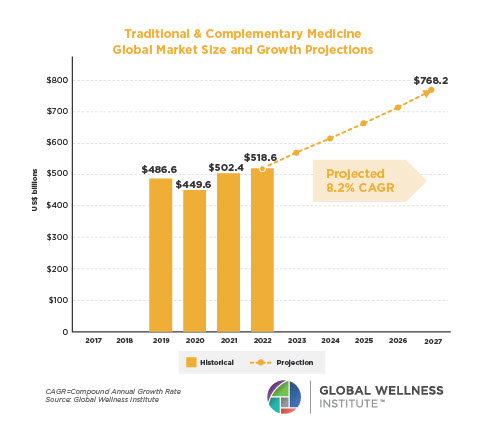 Traditional & Complementary Medicine
Global Market Size and Growth Projections
US$ billions
$800
$700
$600
$500
$400
$300
$200
$100
0
$486.6
$449.6
$502.4
$518.6
$768.2
Projected
8.2% CAGR
2017 2018 2019 2020 2021 2022 2023 2024 2025 2026 2027
Historical Projection
CAGR=Compound Annual Growth Rate
Source: Global Wellness Institute
GLOBAL WELLNESS
INSTITUTE™